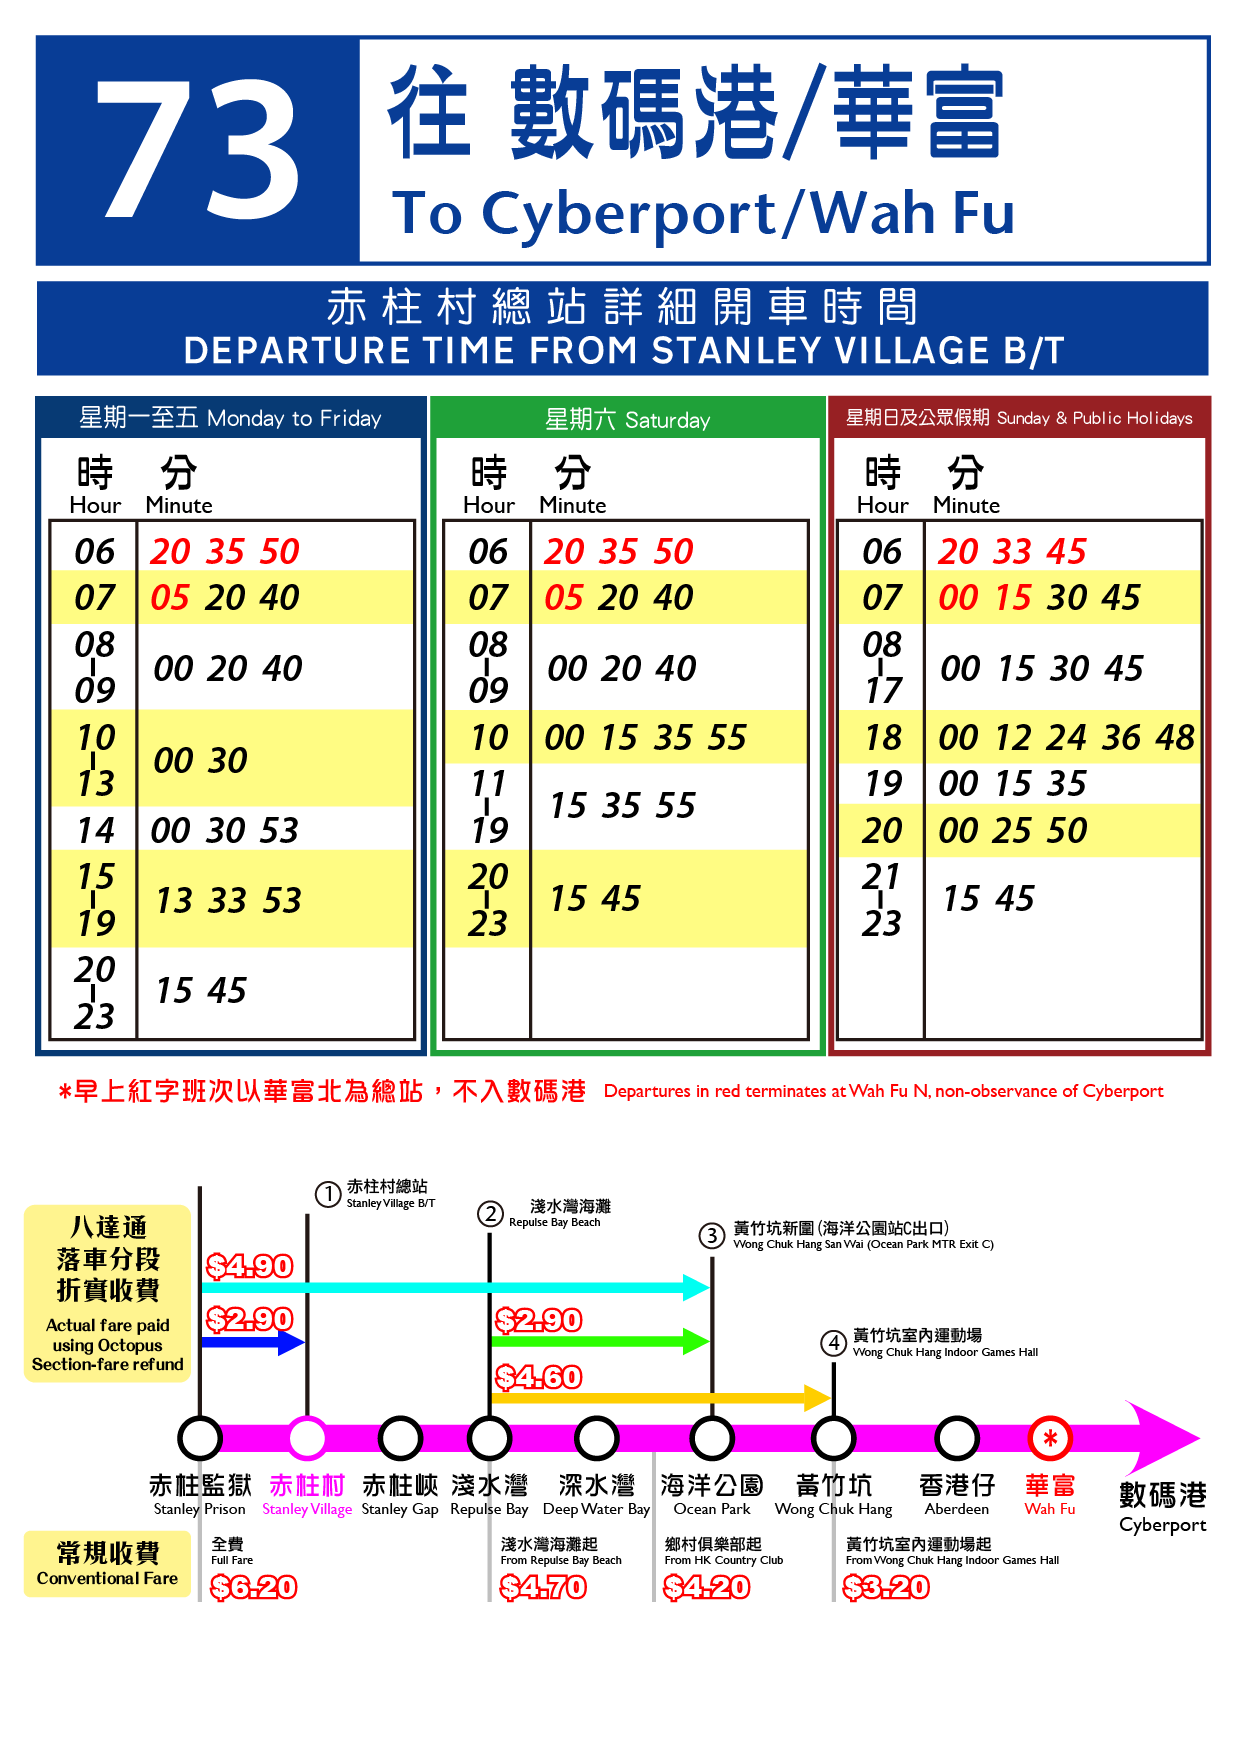 73
往 數碼港/華富
To Cyberport/Wah Fu
赤柱村總站詳細開車時間
DEPARTURE TIME FROM STANLEY VILLAGE B/T
星期一至五 Monday to Friday
時 分
Hour Minute
06 20 35 50
07 05 20 40
08
|
09
00 20 40
10
|
13
00 30
14 00 30 53
15
|
19
13 33 53
20
|
23
15 45
星期六 Saturday
時 分
Hour Minute
06 20 35 50
07 05 20 40
08
|
09
00 20 40
10 00 15 35 55
11
|
19
15 35 55
20
|
23
15 45
星期日及公眾假期 Sunday & Public Holidays
時 分
Hour Minute
06 20 33 45
07 00 15 30 45
08
|
17
00 15 30 45
18 00 12 24 36 48
19 00 15 35
20 00 25 50
21
|
23
15 45
*早上紅字班次以華富北為總站，不入數碼港 Departures in red terminates at Wah Fu N, non-observance of Cyberport
八達通
落車分段
折實收費
Actual fare paid
using Octopus
Section-fare refund
① 赤柱村總站
Stanley Village B/T
② 淺水灣海灘
Repulse Bay Beach
③ 黃竹坑新圍(海洋公園站C出口)
Wong Chuk Hang San Wai (Ocean Park MTR Exit C)
④ 黃竹坑室內運動場
Wong Chuk Hang Indoor Games Hall
$4.90
$2.90
$2.90
$4.60
*
赤柱監獄
Stanley Prison
赤柱村
Stanley Village
赤柱峽
Stanley Gap
淺水灣
Repulse Bay
深水灣
Deep Water Bay
海洋公園
Ocean Park
黃竹坑
Wong Chuk Hang
香港仔
Aberdeen
華富
Wah Fu
數碼港
Cyberport
常規收費
Conventional Fare
全費
Full Fare
$6.20
淺水灣海灘起
From Repulse Bay Beach
$4.70
鄉村俱樂部起
From HK Country Club
$4.20
黃竹坑室內運動場起
From Wong Chuk Hang Indoor Games Hall
$3.20